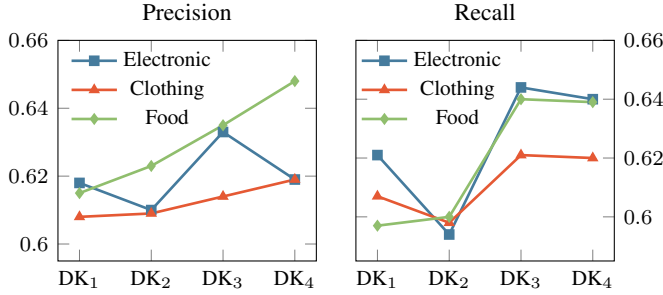 Precision
Recall
0.66
0.64
0.62
0.6
Electronic
Clothing
Food
DK₁ DK₂ DK₃ DK₄
Electronic
Clothing
Food
0.66
0.64
0.62
0.6
DK₁ DK₂ DK₃ DK₄